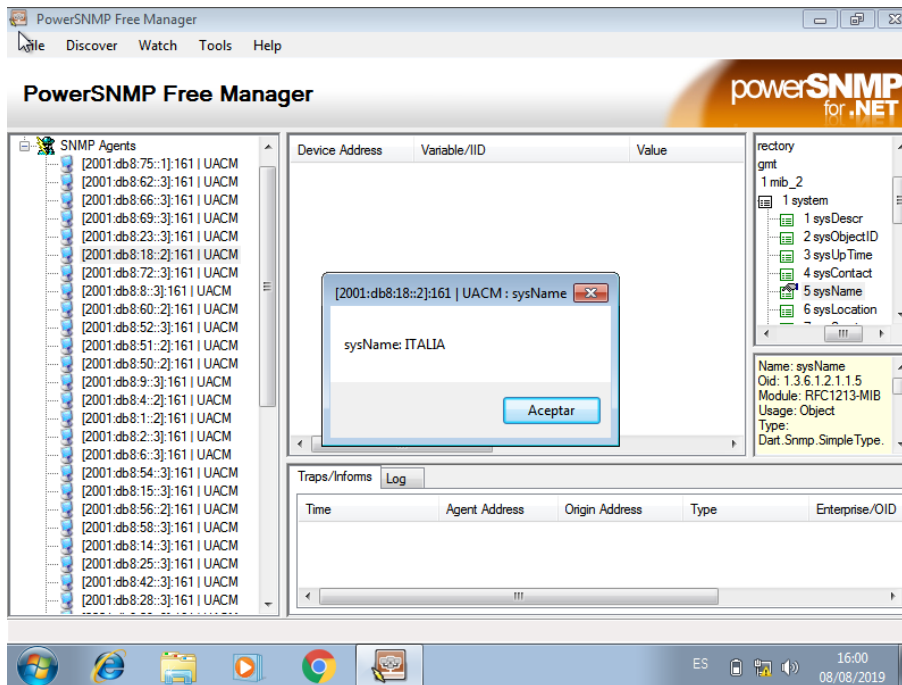 PowerSNMP Free Manager
File Discover Watch Tools Help
PowerSNMP Free Manager
powerSNMP
for .NET
SNMP Agents
[2001:db8:75::1]:161 | UACM
[2001:db8:62::3]:161 | UACM
[2001:db8:66::3]:161 | UACM
[2001:db8:69::3]:161 | UACM
[2001:db8:23::3]:161 | UACM
[2001:db8:18::2]:161 | UACM
[2001:db8:72::3]:161 | UACM
[2001:db8:8::3]:161 | UACM
[2001:db8:60::2]:161 | UACM
[2001:db8:52::3]:161 | UACM
[2001:db8:51::2]:161 | UACM
[2001:db8:50::2]:161 | UACM
[2001:db8:9::3]:161 | UACM
[2001:db8:4::2]:161 | UACM
[2001:db8:1::2]:161 | UACM
[2001:db8:2::3]:161 | UACM
[2001:db8:6::3]:161 | UACM
[2001:db8:54::3]:161 | UACM
[2001:db8:15::3]:161 | UACM
[2001:db8:56::2]:161 | UACM
[2001:db8:58::3]:161 | UACM
[2001:db8:14::3]:161 | UACM
[2001:db8:25::3]:161 | UACM
[2001:db8:42::3]:161 | UACM
[2001:db8:28::3]:161 | UACM
Device Address Variable/IID Value
[2001:db8:18::2]:161 | UACM : sysName
sysName: ITALIA
Aceptar
rectory
gmt
1 mib_2
1 system
1 sysDescr
2 sysObjectID
3 sysUpTime
4 sysContact
5 sysName
6 sysLocation
Name: sysName
Oid: 1.3.6.1.2.1.1.5
Module: RFC1213-MIB
Usage: Object
Type:
Dart.Snmp.SimpleType.
Traps/Informs Log
Time Agent Address Origin Address Type Enterprise/OID
ES
16:00
08/08/2019